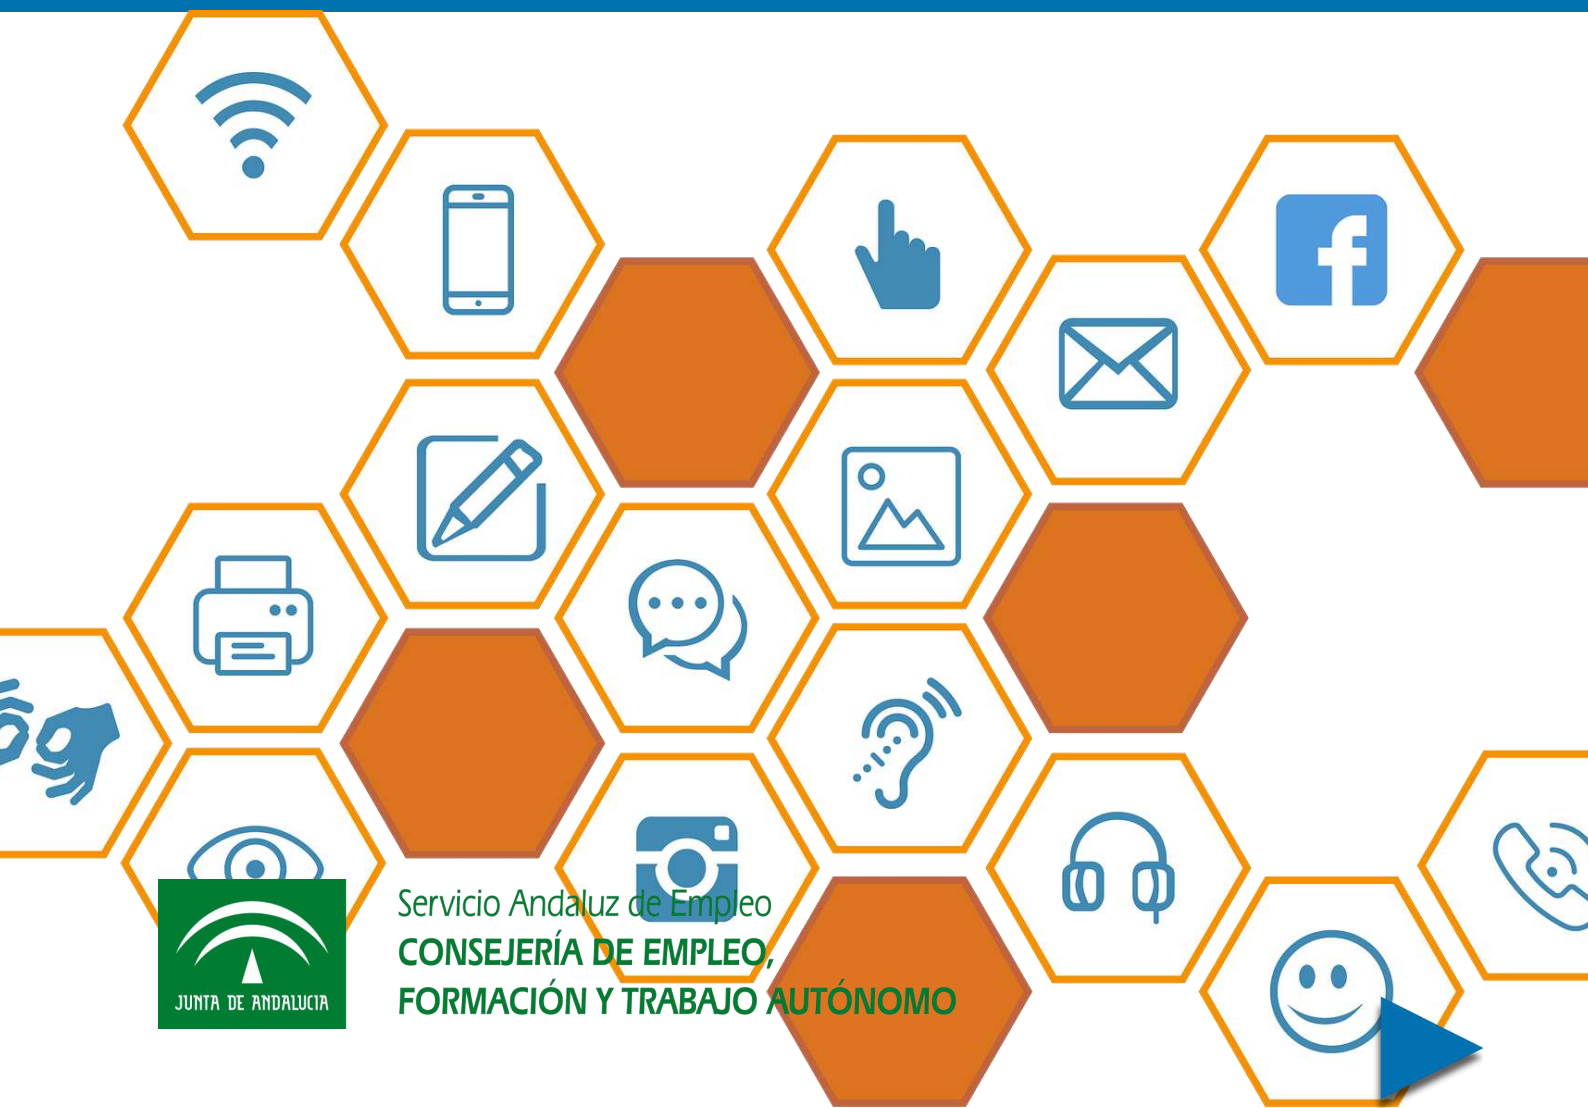 Servicio Andaluz de Empleo
CONSEJERÍA DE EMPLEO,
FORMACIÓN Y TRABAJO AUTÓNOMO
JUNTA DE ANDALUCIA